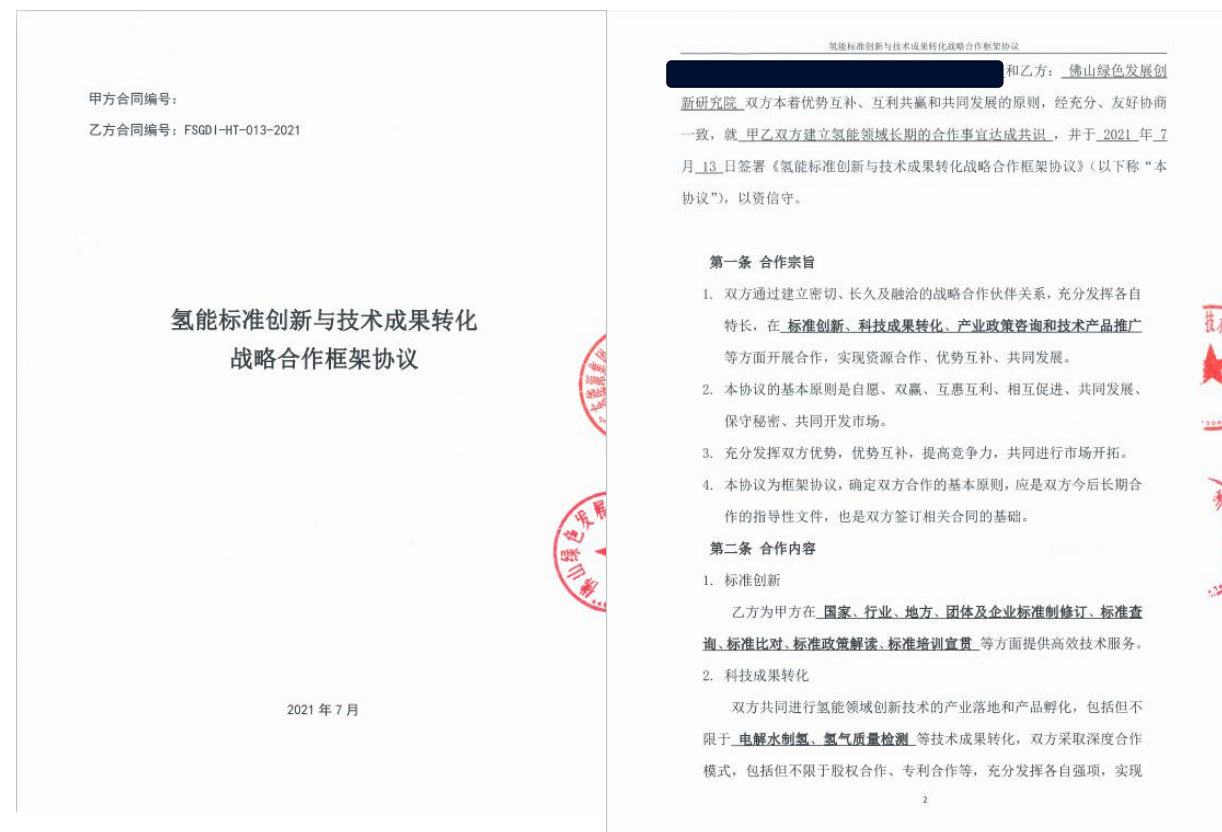 甲方合同编号：
乙方合同编号：FSGDI-HT-013-2021
氢能标准创新与技术成果转化
战略合作框架协议
2021 年 7 月
佛山绿色发展
氢能标准创新与技术成果转化战略合作框架协议
和乙方： 佛山绿色发展创
新研究院 双方本着优势互补、互利共赢和共同发展的原则，经充分、友好协商
一致，就 甲乙双方建立氢能领域长期的合作事宜达成共识 ，并于 2021 年 7
月 13 日签署《氢能标准创新与技术成果转化战略合作框架协议》（以下称“本
协议”），以资信守。
第一条 合作宗旨
1. 双方通过建立密切、长久及融洽的战略合作伙伴关系，充分发挥各自
特长，在 标准创新、科技成果转化、产业政策咨询和技术产品推广
等方面开展合作，实现资源合作、优势互补、共同发展。
2. 本协议的基本原则是自愿、双赢、互惠互利、相互促进、共同发展、
保守秘密、共同开发市场。
3. 充分发挥双方优势，优势互补，提高竞争力，共同进行市场开拓。
4. 本协议为框架协议，确定双方合作的基本原则，应是双方今后长期合
作的指导性文件，也是双方签订相关合同的基础。
第二条 合作内容
1. 标准创新
乙方为甲方在 国家、行业、地方、团体及企业标准制修订、标准查
询、标准比对、标准政策解读、标准培训宣贯 等方面提供高效技术服务。
2. 科技成果转化
双方共同进行氢能领域创新技术的产业落地和产品孵化，包括但不
限于 电解水制氢、氢气质量检测 等技术成果转化，双方采取深度合作
模式，包括但不限于股权合作、专利合作等，充分发挥各自强项，实现
2